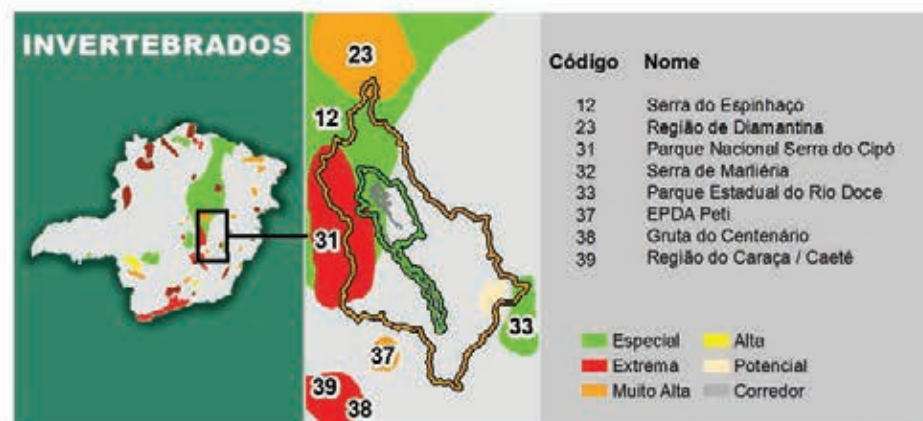 INVERTEBRADOS
23
12
31
33
37
39
38
Código Nome
12 Serra do Espinhaço
23 Região de Diamantina
31 Parque Nacional Serra do Cipó
32 Serra de Marliéria
33 Parque Estadual do Rio Doce
37 EPDA Peti
38 Gruta do Centenário
39 Região do Caraça / Caeté
Especial Alta
Extrema Potencial
Muito Alta Corredor